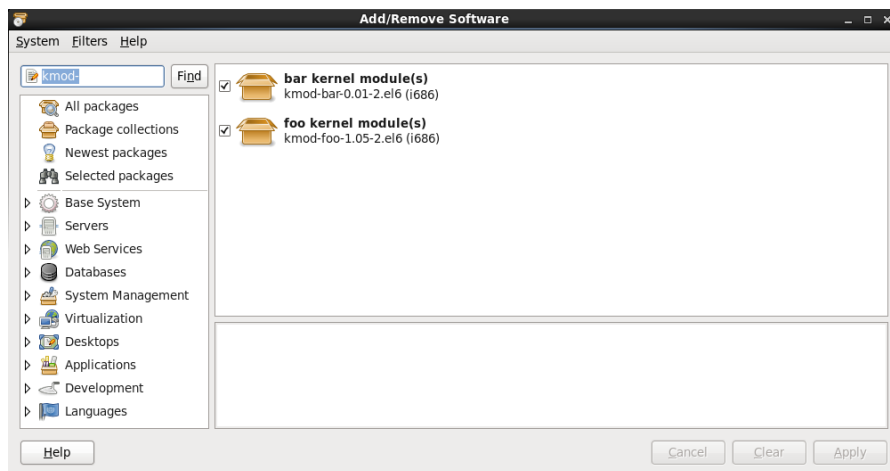 Add/Remove Software
System Filters Help
kmod-
Find
All packages
Package collections
Newest packages
Selected packages
Base System
Servers
Web Services
Databases
System Management
Virtualization
Desktops
Applications
Development
Languages
bar kernel module(s)
kmod-bar-0.01-2.el6 (i686)
foo kernel module(s)
kmod-foo-1.05-2.el6 (i686)
Help
Cancel Clear Apply